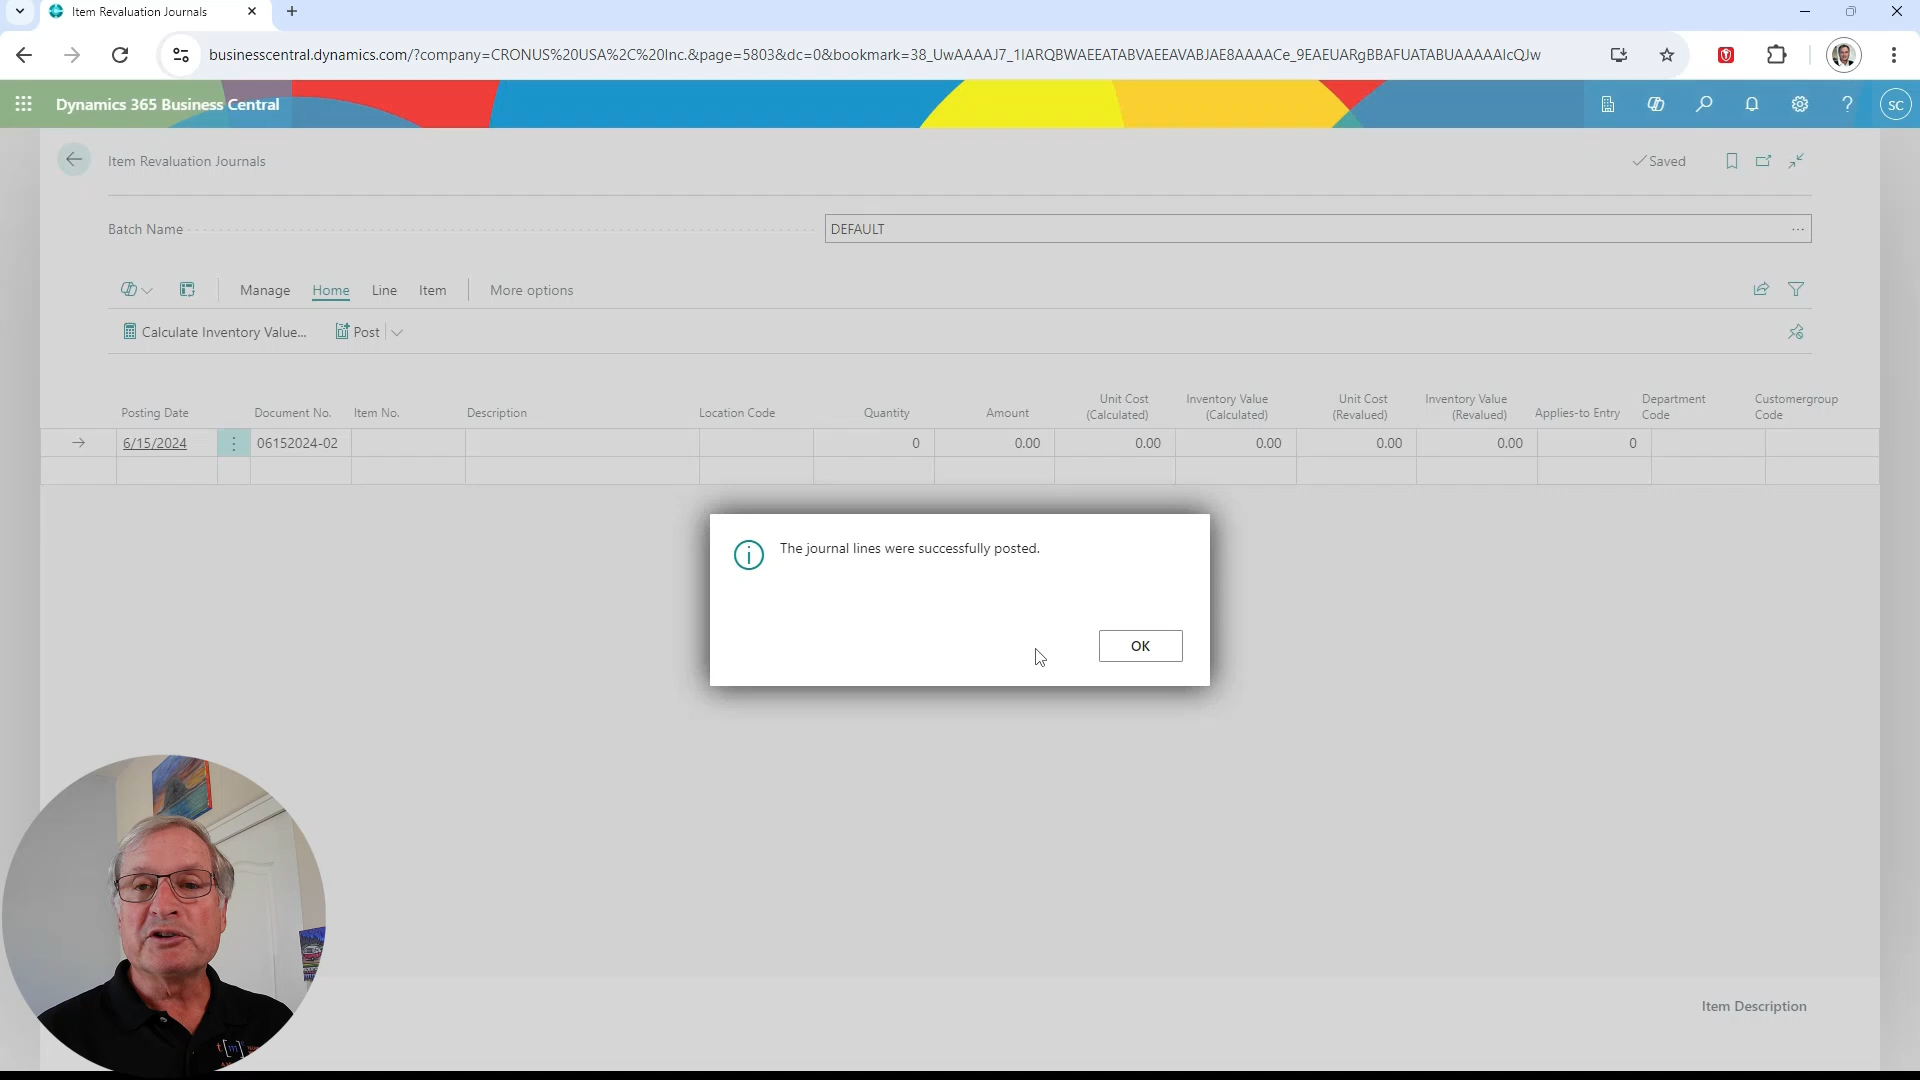 Item Revaluation Journals
businesscentral.dynamics.com/?company=CRONUS%20USA%2C%20Inc.&page=5803&dc=0&bookmark=38_UwAAAAJ7_1IARQBWAEEATABVAEEAVABJAE8AAAACe_9EAEUARgBBAFUATABUAAAAAIcQJw
Dynamics 365 Business Central
SC
Item Revaluation Journals
Saved
Batch Name
DEFAULT
Manage Home Line Item More options
Calculate Inventory Value... Post
Posting Date Document No. Item No. Description Location Code Quantity Amount Unit Cost (Calculated) Inventory Value (Calculated) Unit Cost (Revalued) Inventory Value (Revalued) Applies-to Entry Department Code Customergroup Code
6/15/2024 06152024-02 0 0.00 0.00 0.00 0.00 0.00 0
The journal lines were successfully posted.
OK
Item Description